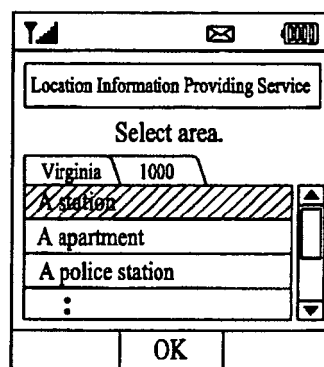 Location Information Providing Service
Select area.
Virginia 1000
A station
A apartment
A police station
:
OK